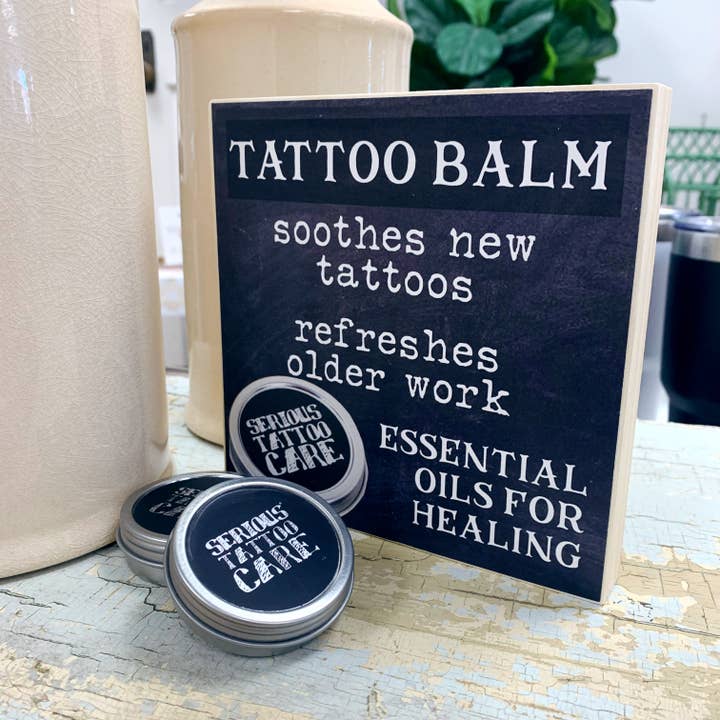 TATTOO BALM
soothes new
tattoos
refreshes
older work
SERIOUS
TATTOO
CARE
ESSENTIAL
OILS FOR
HEALING
SERIOUS
TATTOO
CARE